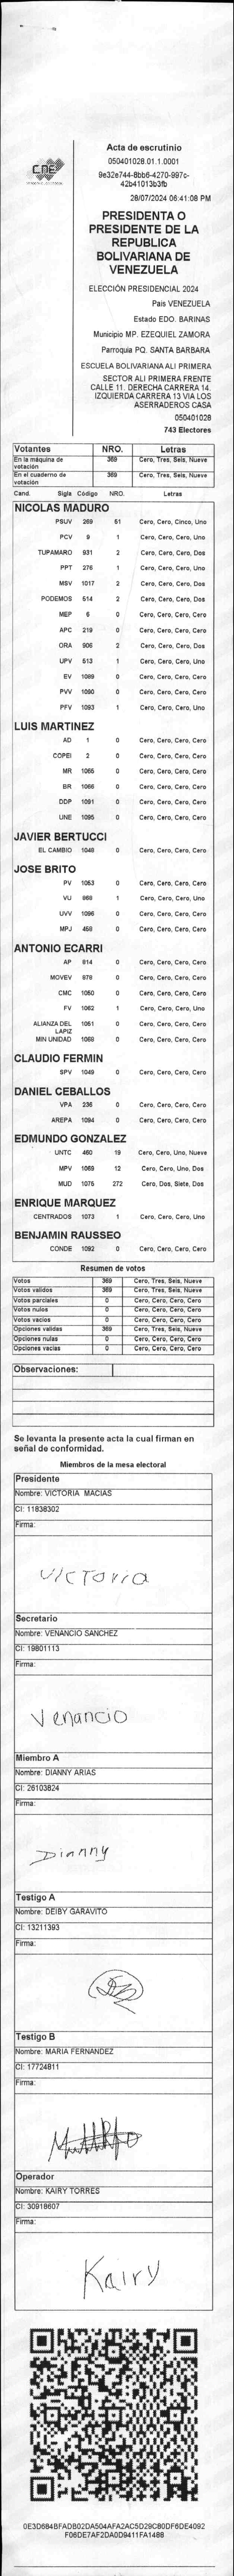 CNE
Acta de escrutinio
050401028.01.1.0001
9e32e744-8bb6-4270-997c-
42b41013b3fb
28/07/2024 06:41:08 PM
PRESIDENTA O
PRESIDENTE DE LA
REPUBLICA
BOLIVARIANA DE
VENEZUELA
ELECCIÓN PRESIDENCIAL 2024
Pais VENEZUELA
Estado EDO. BARINAS
Municipio MP. EZEQUIEL ZAMORA
Parroquia PQ. SANTA BARBARA
ESCUELA BOLIVARIANA ALI PRIMERA
SECTOR ALI PRIMERA FRENTE
CALLE 11. DERECHA CARRERA 14.
IZQUIERDA CARRERA 13 VIA LOS
ASERRADEROS CASA
050401028
743 Electores
Votantes NRO. Letras
En la máquina de votación 369 Cero, Tres, Seis, Nueve
En el cuaderno de votación 369 Cero, Tres, Seis, Nueve
Cand. Sigla Código NRO. Letras
NICOLAS MADURO
PSUV 269 51 Cero, Cero, Cinco, Uno
PCV 9 1 Cero, Cero, Cero, Uno
TUPAMARO 931 2 Cero, Cero, Cero, Dos
PPT 276 1 Cero, Cero, Cero, Uno
MSV 1017 2 Cero, Cero, Cero, Dos
PODEMOS 514 2 Cero, Cero, Cero, Dos
MEP 6 0 Cero, Cero, Cero, Cero
APC 219 0 Cero, Cero, Cero, Cero
ORA 906 2 Cero, Cero, Cero, Dos
UPV 513 1 Cero, Cero, Cero, Uno
EV 1089 0 Cero, Cero, Cero, Cero
PVV 1090 0 Cero, Cero, Cero, Cero
PFV 1093 1 Cero, Cero, Cero, Uno
LUIS MARTINEZ
AD 1 0 Cero, Cero, Cero, Cero
COPEI 2 0 Cero, Cero, Cero, Cero
MR 1065 0 Cero, Cero, Cero, Cero
BR 1066 0 Cero, Cero, Cero, Cero
DDP 1091 0 Cero, Cero, Cero, Cero
UNE 1095 0 Cero, Cero, Cero, Cero
JAVIER BERTUCCI
EL CAMBIO 1048 0 Cero, Cero, Cero, Cero
JOSE BRITO
PV 1053 0 Cero, Cero, Cero, Cero
VU 868 1 Cero, Cero, Cero, Uno
UVV 1096 0 Cero, Cero, Cero, Cero
MPJ 458 0 Cero, Cero, Cero, Cero
ANTONIO ECARRI
AP 814 0 Cero, Cero, Cero, Cero
MOVEV 979 0 Cero, Cero, Cero, Cero
CMC 1050 0 Cero, Cero, Cero, Cero
FV 1062 1 Cero, Cero, Cero, Uno
ALIANZA DEL LAPIZ 1051 0 Cero, Cero, Cero, Cero
MIN UNIDAD 1068 0 Cero, Cero, Cero, Cero
CLAUDIO FERMIN
SPV 1049 0 Cero, Cero, Cero, Cero
DANIEL CEBALLOS
VPA 236 0 Cero, Cero, Cero, Cero
AREPA 1094 0 Cero, Cero, Cero, Cero
EDMUNDO GONZALEZ
UNTC 460 19 Cero, Cero, Uno, Nueve
MPV 1069 12 Cero, Cero, Uno, Dos
MUD 1075 272 Cero, Dos, Siete, Dos
ENRIQUE MARQUEZ
CENTRADOS 1073 1 Cero, Cero, Cero, Uno
BENJAMIN RAUSSEO
CONDE 1092 0 Cero, Cero, Cero, Cero
Resumen de votos
Votos 369 Cero, Tres, Seis, Nueve
Votos validos 369 Cero, Tres, Seis, Nueve
Votos parciales 0 Cero, Cero, Cero, Cero
Votos nulos 0 Cero, Cero, Cero, Cero
Votos vacios 0 Cero, Cero, Cero, Cero
Opciones validas 369 Cero, Tres, Seis, Nueve
Opciones nulas 0 Cero, Cero, Cero, Cero
Opciones vacias 0 Cero, Cero, Cero, Cero
Observaciones:
Se levanta la presente acta la cual firman en
señal de conformidad.
Miembros de la mesa electoral
Presidente
Nombre: VICTORIA MACIAS
CI: 11838302
Firma:
Victoria
Secretario
Nombre: VENANCIO SANCHEZ
CI: 19801113
Firma:
Venancio
Miembro A
Nombre: DIANNY ARIAS
CI: 26103824
Firma:
Dianny
Testigo A
Nombre: DEIBY GARAVITO
CI: 13211393
Firma:
Testigo B
Nombre: MARIA FERNANDEZ
CI: 17724811
Firma:
Operador
Nombre: KAIRY TORRES
CI: 30918607
Firma:
Kairy
0E3D684BFADB02DA504AFA2AC5D29C80DF6DE4092
F06DE7AF2DA0D9411FA1488